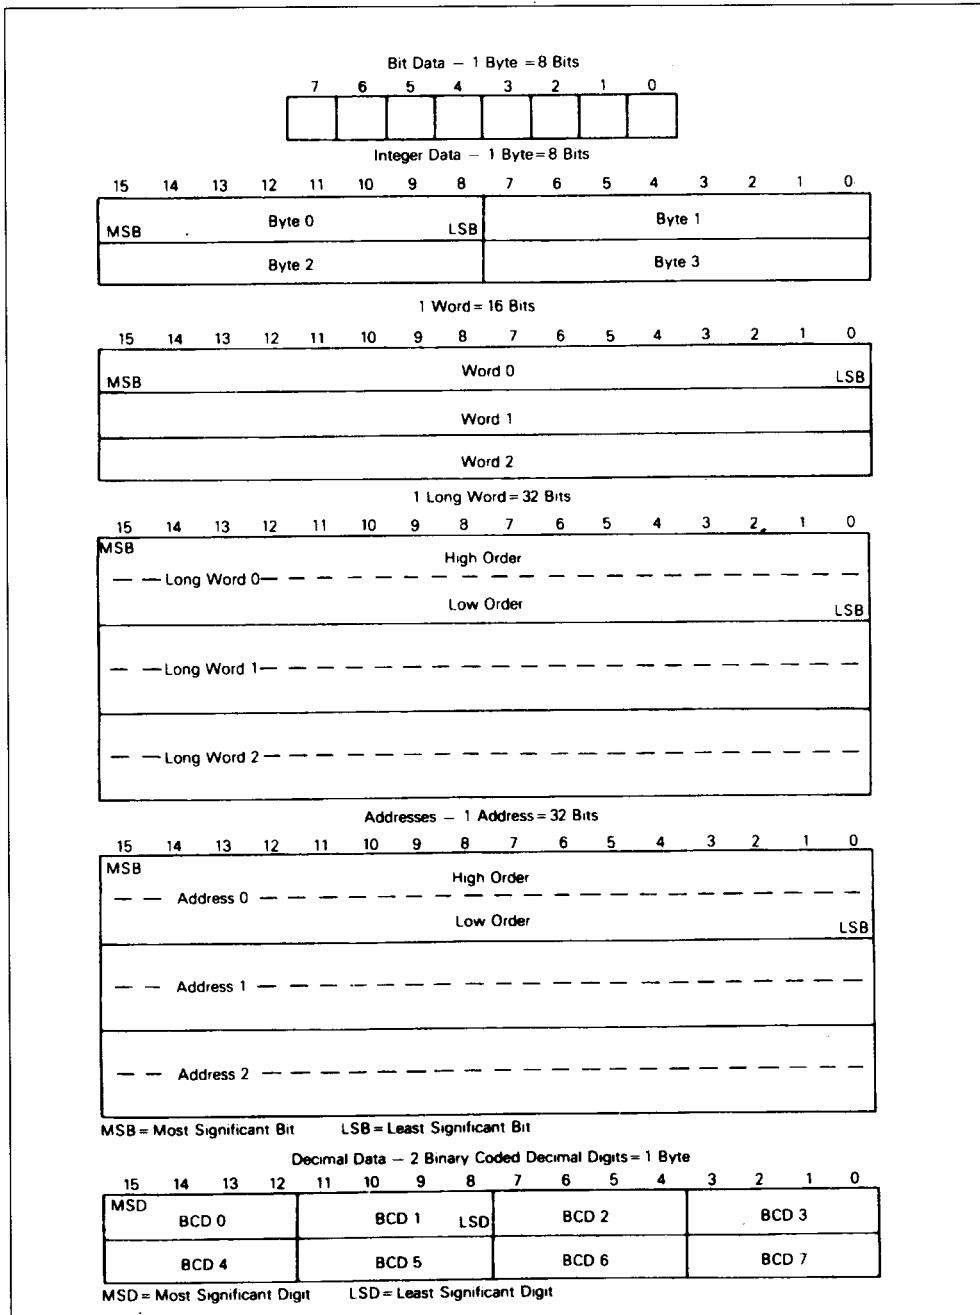 Bit Data – 1 Byte = 8 Bits
7 6 5 4 3 2 1 0
Integer Data – 1 Byte = 8 Bits
15 14 13 12 11 10 9 8 7 6 5 4 3 2 1 0
MSB Byte 0 LSB Byte 1
Byte 2 Byte 3
1 Word = 16 Bits
15 14 13 12 11 10 9 8 7 6 5 4 3 2 1 0
MSB Word 0 LSB
Word 1
Word 2
1 Long Word = 32 Bits
15 14 13 12 11 10 9 8 7 6 5 4 3 2 1 0
MSB High Order
Long Word 0
Low Order LSB
Long Word 1
Long Word 2
Addresses – 1 Address = 32 Bits
15 14 13 12 11 10 9 8 7 6 5 4 3 2 1 0
MSB High Order
Address 0
Low Order LSB
Address 1
Address 2
MSB = Most Significant Bit LSB = Least Significant Bit
Decimal Data – 2 Binary Coded Decimal Digits = 1 Byte
15 14 13 12 11 10 9 8 7 6 5 4 3 2 1 0
MSD BCD 0 BCD 1 LSD BCD 2 BCD 3
BCD 4 BCD 5 BCD 6 BCD 7
MSD = Most Significant Digit LSD = Least Significant Digit